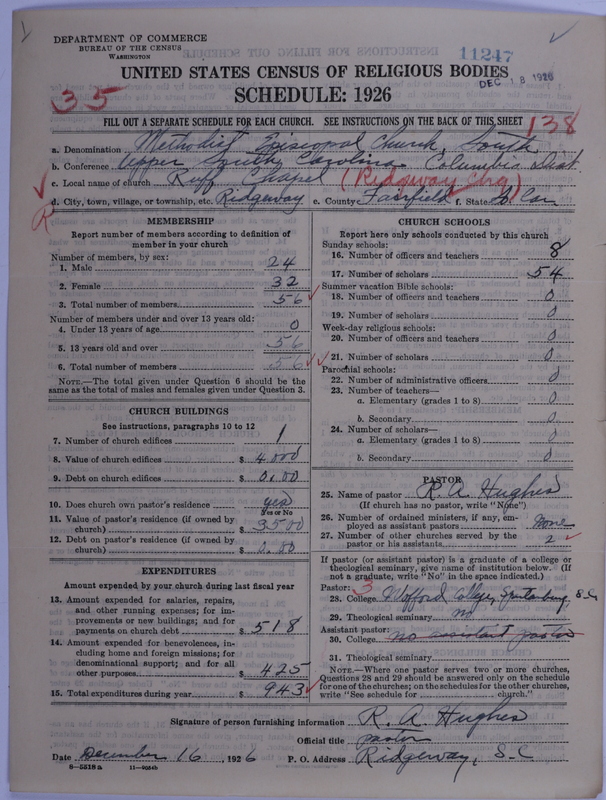 DEPARTMENT OF COMMERCE
BUREAU OF THE CENSUS
WASHINGTON
11247
DEC 18 1926
UNITED STATES CENSUS OF RELIGIOUS BODIES
SCHEDULE: 1926
35
FILL OUT A SEPARATE SCHEDULE FOR EACH CHURCH. SEE INSTRUCTIONS ON THE BACK OF THIS SHEET
138
a. Denomination Methodist Episcopal Church, South
b. Conference Upper South Carolina Columbia Dist.
c. Local name of church Ruff Chapel (Ridgeway Chg)
d. City, town, village, or township, etc. Ridgeway e. County Fairfield f. State S. Car
MEMBERSHIP
Report number of members according to definition of member in your church
Number of members, by sex:
1. Male 24
2. Female 32
3. Total number of members 56
Number of members under and over 13 years old:
4. Under 13 years of age 0
5. 13 years old and over 56
6. Total number of members 56
NOTE.—The total given under Question 6 should be the same as the total of males and females given under Question 3.
CHURCH BUILDINGS
See instructions, paragraphs 10 to 12
7. Number of church edifices 1
8. Value of church edifices $ 4000
9. Debt on church edifices $ 0.00
10. Does church own pastor's residence yes
Yes or No
11. Value of pastor's residence (if owned by church) $ 3500
12. Debt on pastor's residence (if owned by church) $ 0.00
EXPENDITURES
Amount expended by your church during last fiscal year
13. Amount expended for salaries, repairs, and other running expenses; for improvements or new buildings; and for payments on church debt $ 518
14. Amount expended for benevolences, including home and foreign missions; for denominational support; and for all other purposes $ 425
15. Total expenditures during year $ 943
CHURCH SCHOOLS
Report here only schools conducted by this church
Sunday schools:
16. Number of officers and teachers 8
17. Number of scholars 54
Summer vacation Bible schools:
18. Number of officers and teachers 0
19. Number of scholars 0
Week-day religious schools:
20. Number of officers and teachers 0
21. Number of scholars 0
Parochial schools:
22. Number of administrative officers 0
23. Number of teachers—
a. Elementary (grades 1 to 8) 0
b. Secondary 0
24. Number of scholars—
a. Elementary (grades 1 to 8) 0
b. Secondary 0
PASTOR
25. Name of pastor R. A. Hughes
(If church has no pastor, write "None")
26. Number of ordained ministers, if any, employed as assistant pastors None
27. Number of other churches served by the pastor or his assistants 2
If pastor (or assistant pastor) is a graduate of a college or theological seminary, give name of institution below. (If not a graduate, write "No" in the space indicated.)
Pastor: 3
28. College Wofford College, Spartanburg, S.C
29. Theological seminary no
Assistant pastor:
30. College no assistant pastor
31. Theological seminary
NOTE.—Where one pastor serves two or more churches, Questions 28 and 29 should be answered only on the schedule for one of the churches; on the schedules for the other churches, write "See schedule for church."
Signature of person furnishing information R. A. Hughes
Official title pastor
Date December 16, 1926 P. O. Address Ridgeway, S.C
8—5518 a 11—9034b